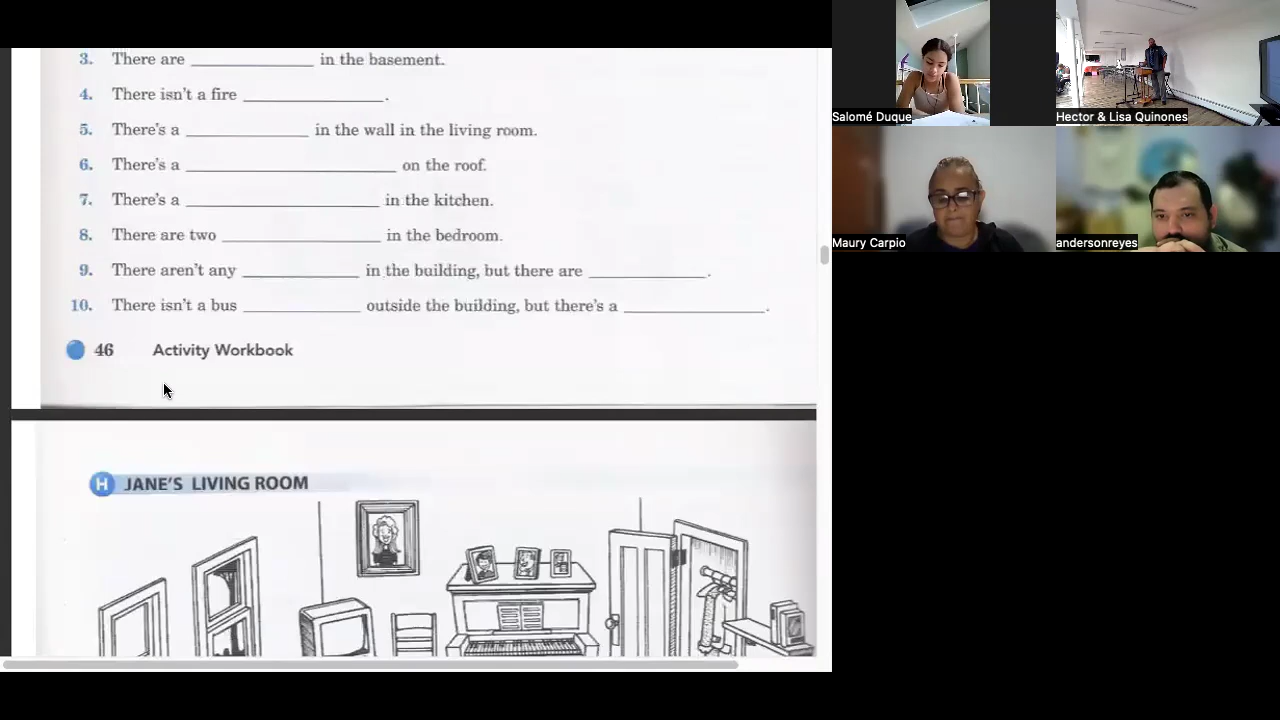 3. There are ____________ in the basement.
4. There isn't a fire ______________.
5. There's a ____________ in the wall in the living room.
6. There's a _____________________ on the roof.
7. There's a ___________________ in the kitchen.
8. There are two ________________ in the bedroom.
9. There aren't any ____________ in the building, but there are ____________.
10. There isn't a bus ____________ outside the building, but there's a ______________.
46 Activity Workbook
H JANE'S LIVING ROOM
Salomé Duque
Hector & Lisa Quinones
Maury Carpio
andersonreyes